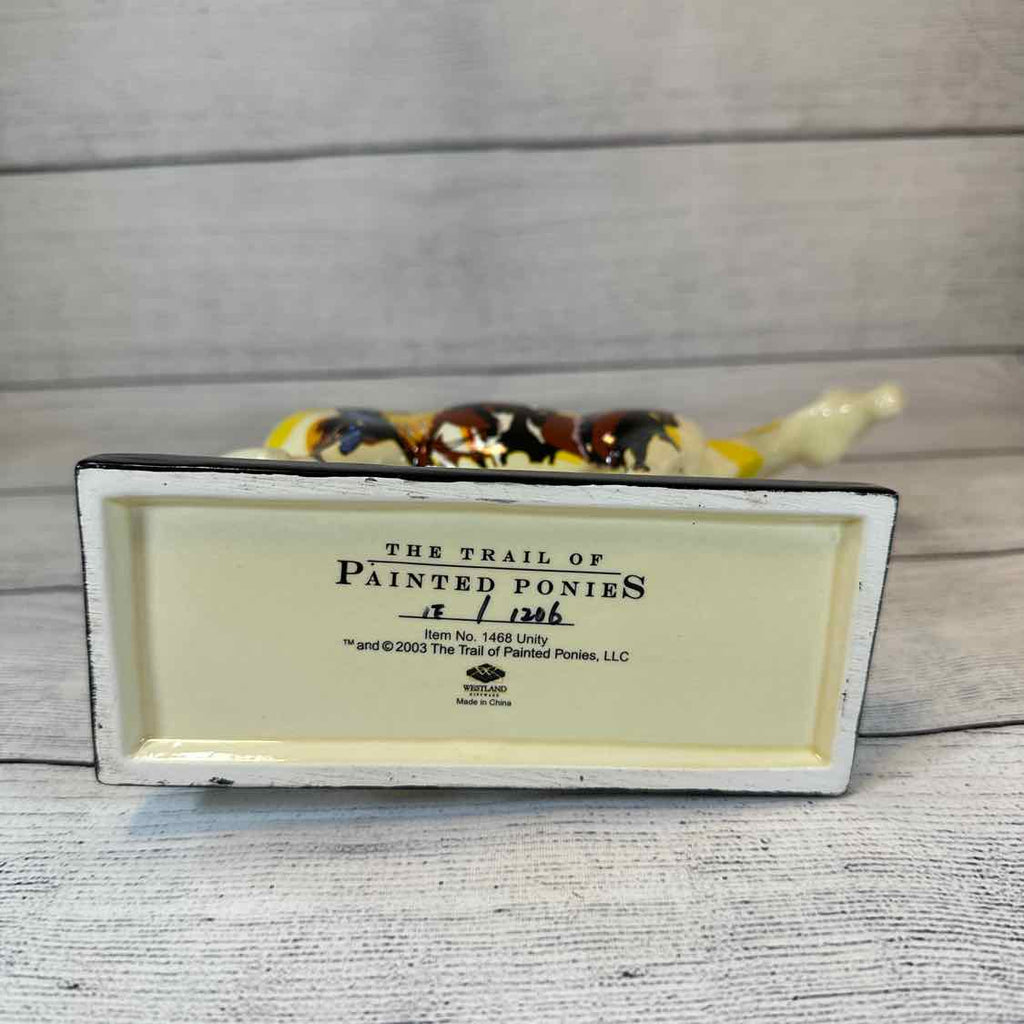 THE TRAIL OF
PAINTED PONIES
1E / 1206
Item No. 1468 Unity
™ and © 2003 The Trail of Painted Ponies, LLC
WESTLAND
GIFTWARE
Made in China